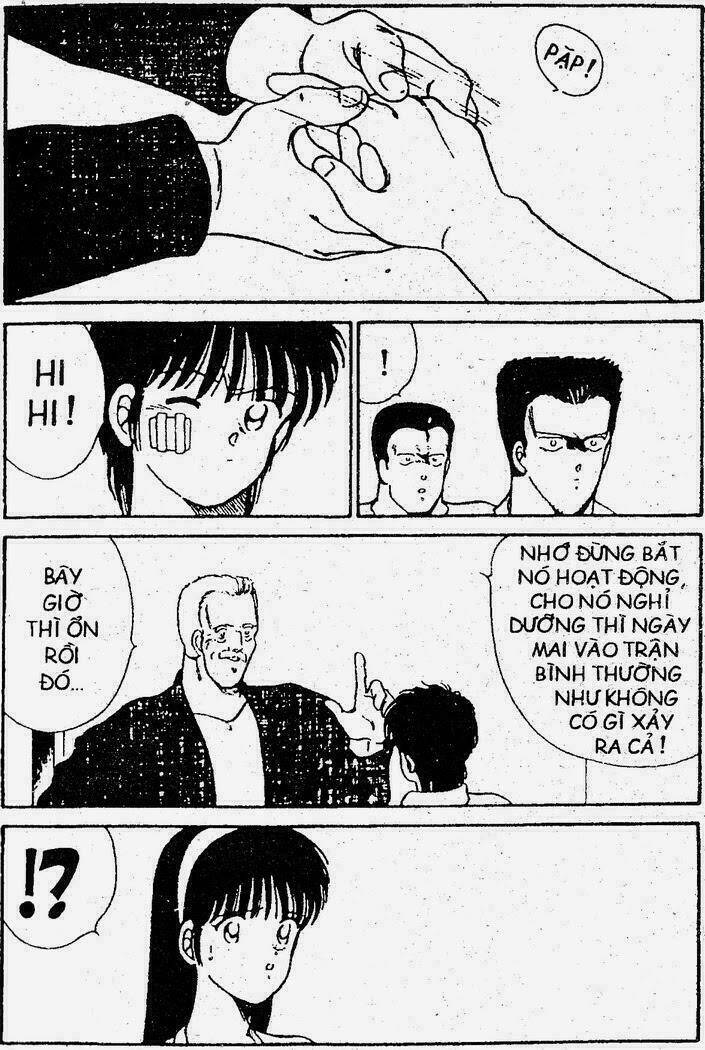 PẶP!
HI
HI!
!
BÂY
GIỜ
THÌ ỔN
RỒI
ĐỐ...
NHỚ ĐỪNG BẮT
NÓ HOẠT ĐỘNG,
CHO NÓ NGHỈ
DƯỠNG THÌ NGÀY
MAI VÀO TRẬN
BÌNH THƯỜNG
NHƯ KHÔNG
CÓ GÌ XẢY
RA CẢ!
!?